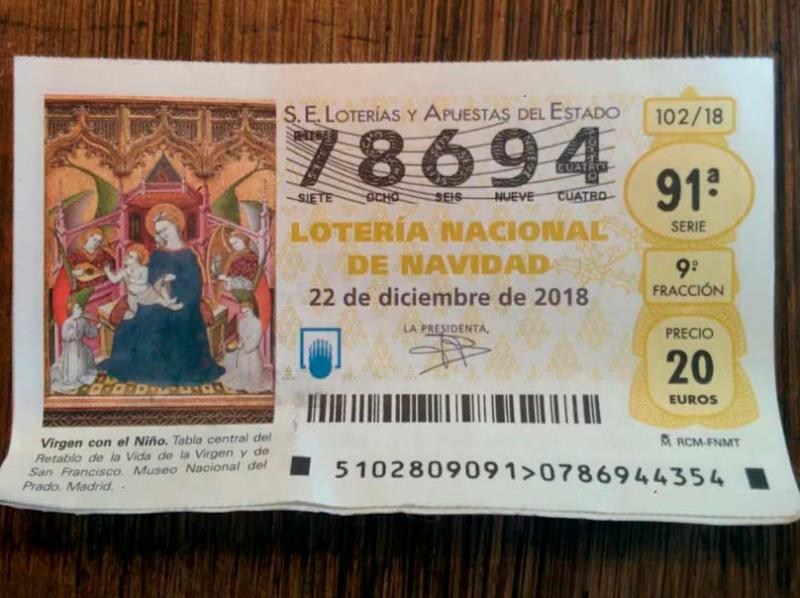 S.E. LOTERÍAS Y APUESTAS DEL ESTADO
78694
SIETE OCHO SEIS NUEVE CUATRO
CUATRO
LOTERÍA NACIONAL
DE NAVIDAD
22 de diciembre de 2018
LA PRESIDENTA,
102/18
91ª
SERIE
9ª
FRACCIÓN
PRECIO
20
EUROS
RCM-FNMT
5102809091>0786944354
Virgen con el Niño. Tabla central del
Retablo de la Vida de la Virgen y de
San Francisco. Museo Nacional del
Prado. Madrid.